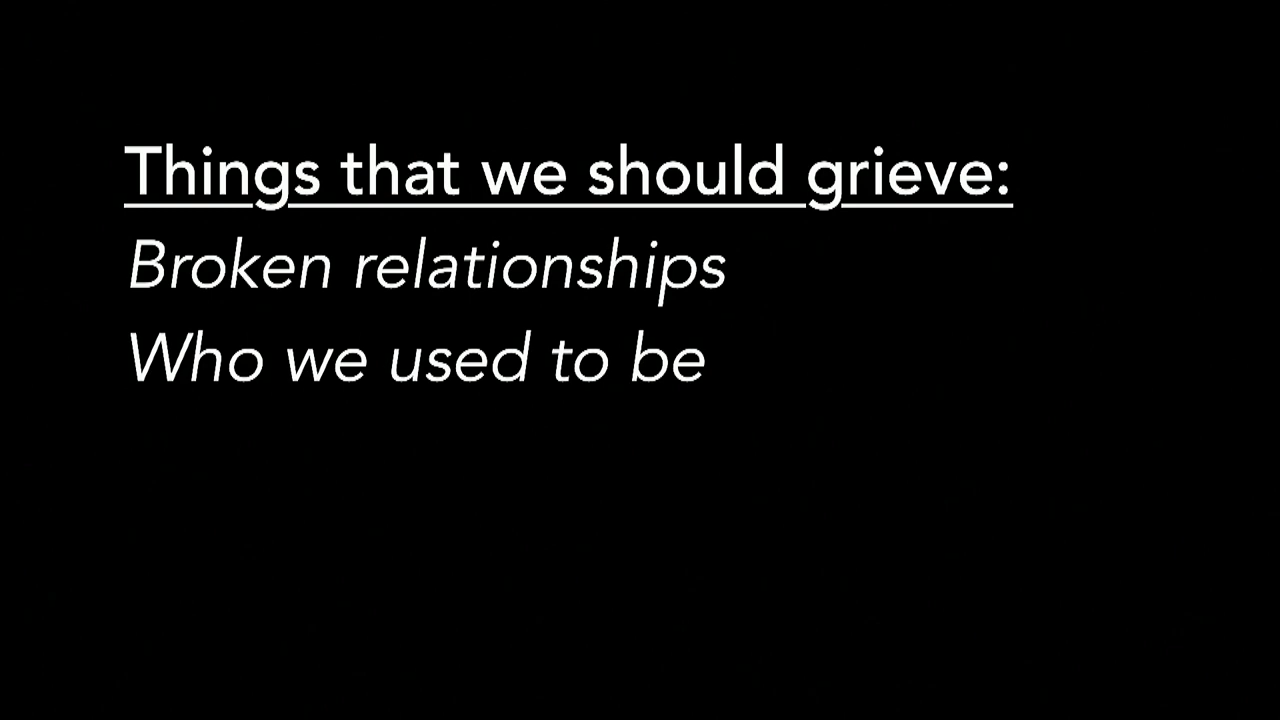 Things that we should grieve:
Broken relationships
Who we used to be